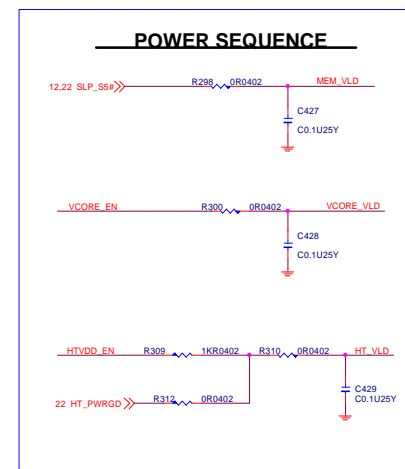 POWER SEQUENCE
R298 0R0402 MEM_VLD
12,22 SLP_S5#
C427
C0.1U25Y
VCORE_EN R300 0R0402 VCORE_VLD
C428
C0.1U25Y
HTVDD_EN R309 1KR0402 R310 0R0402 HT_VLD
C429
C0.1U25Y
22 HT_PWRGD R312 0R0402